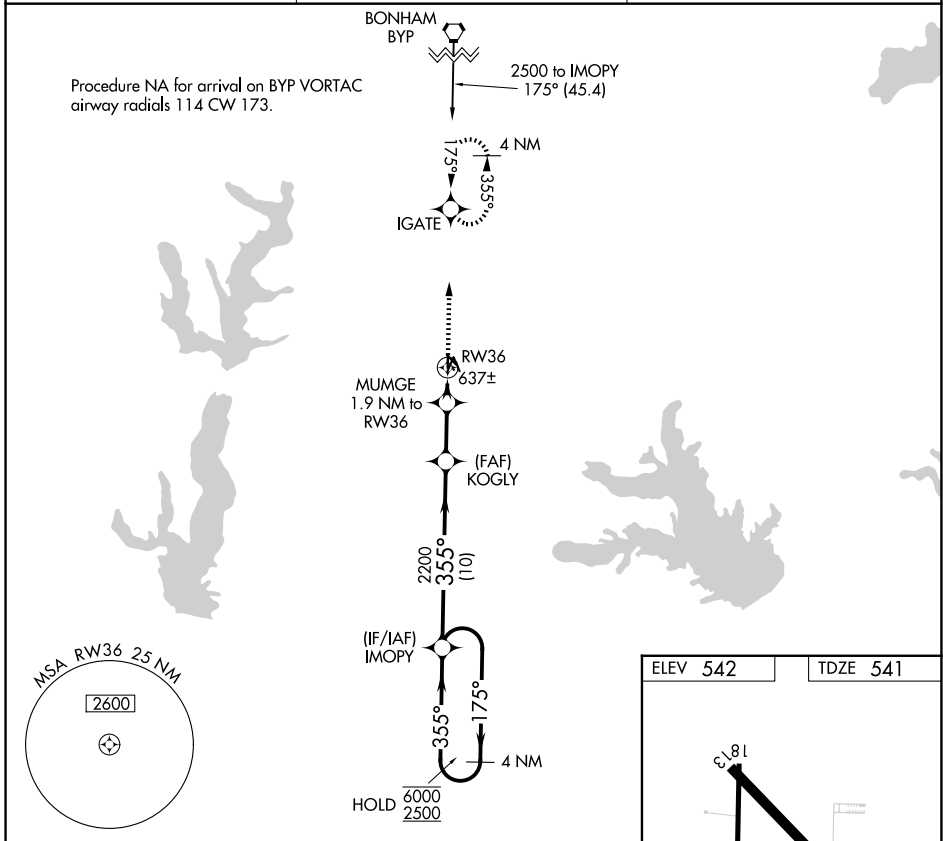 BONHAM
BYP
Procedure NA for arrival on BYP VORTAC
airway radials 114 CW 173.
2500 to IMOPY
175° (45.4)
4 NM
175°
355°
IGATE
RW36
637±
MUMGE
1.9 NM to
RW36
(FAF)
KOGLY
2200
355°
(10)
(IF/IAF)
IMOPY
355°
175°
4 NM
HOLD 6000
2500
MSA RW36 25 NM
2600
ELEV 542
TDZE 541
18
13